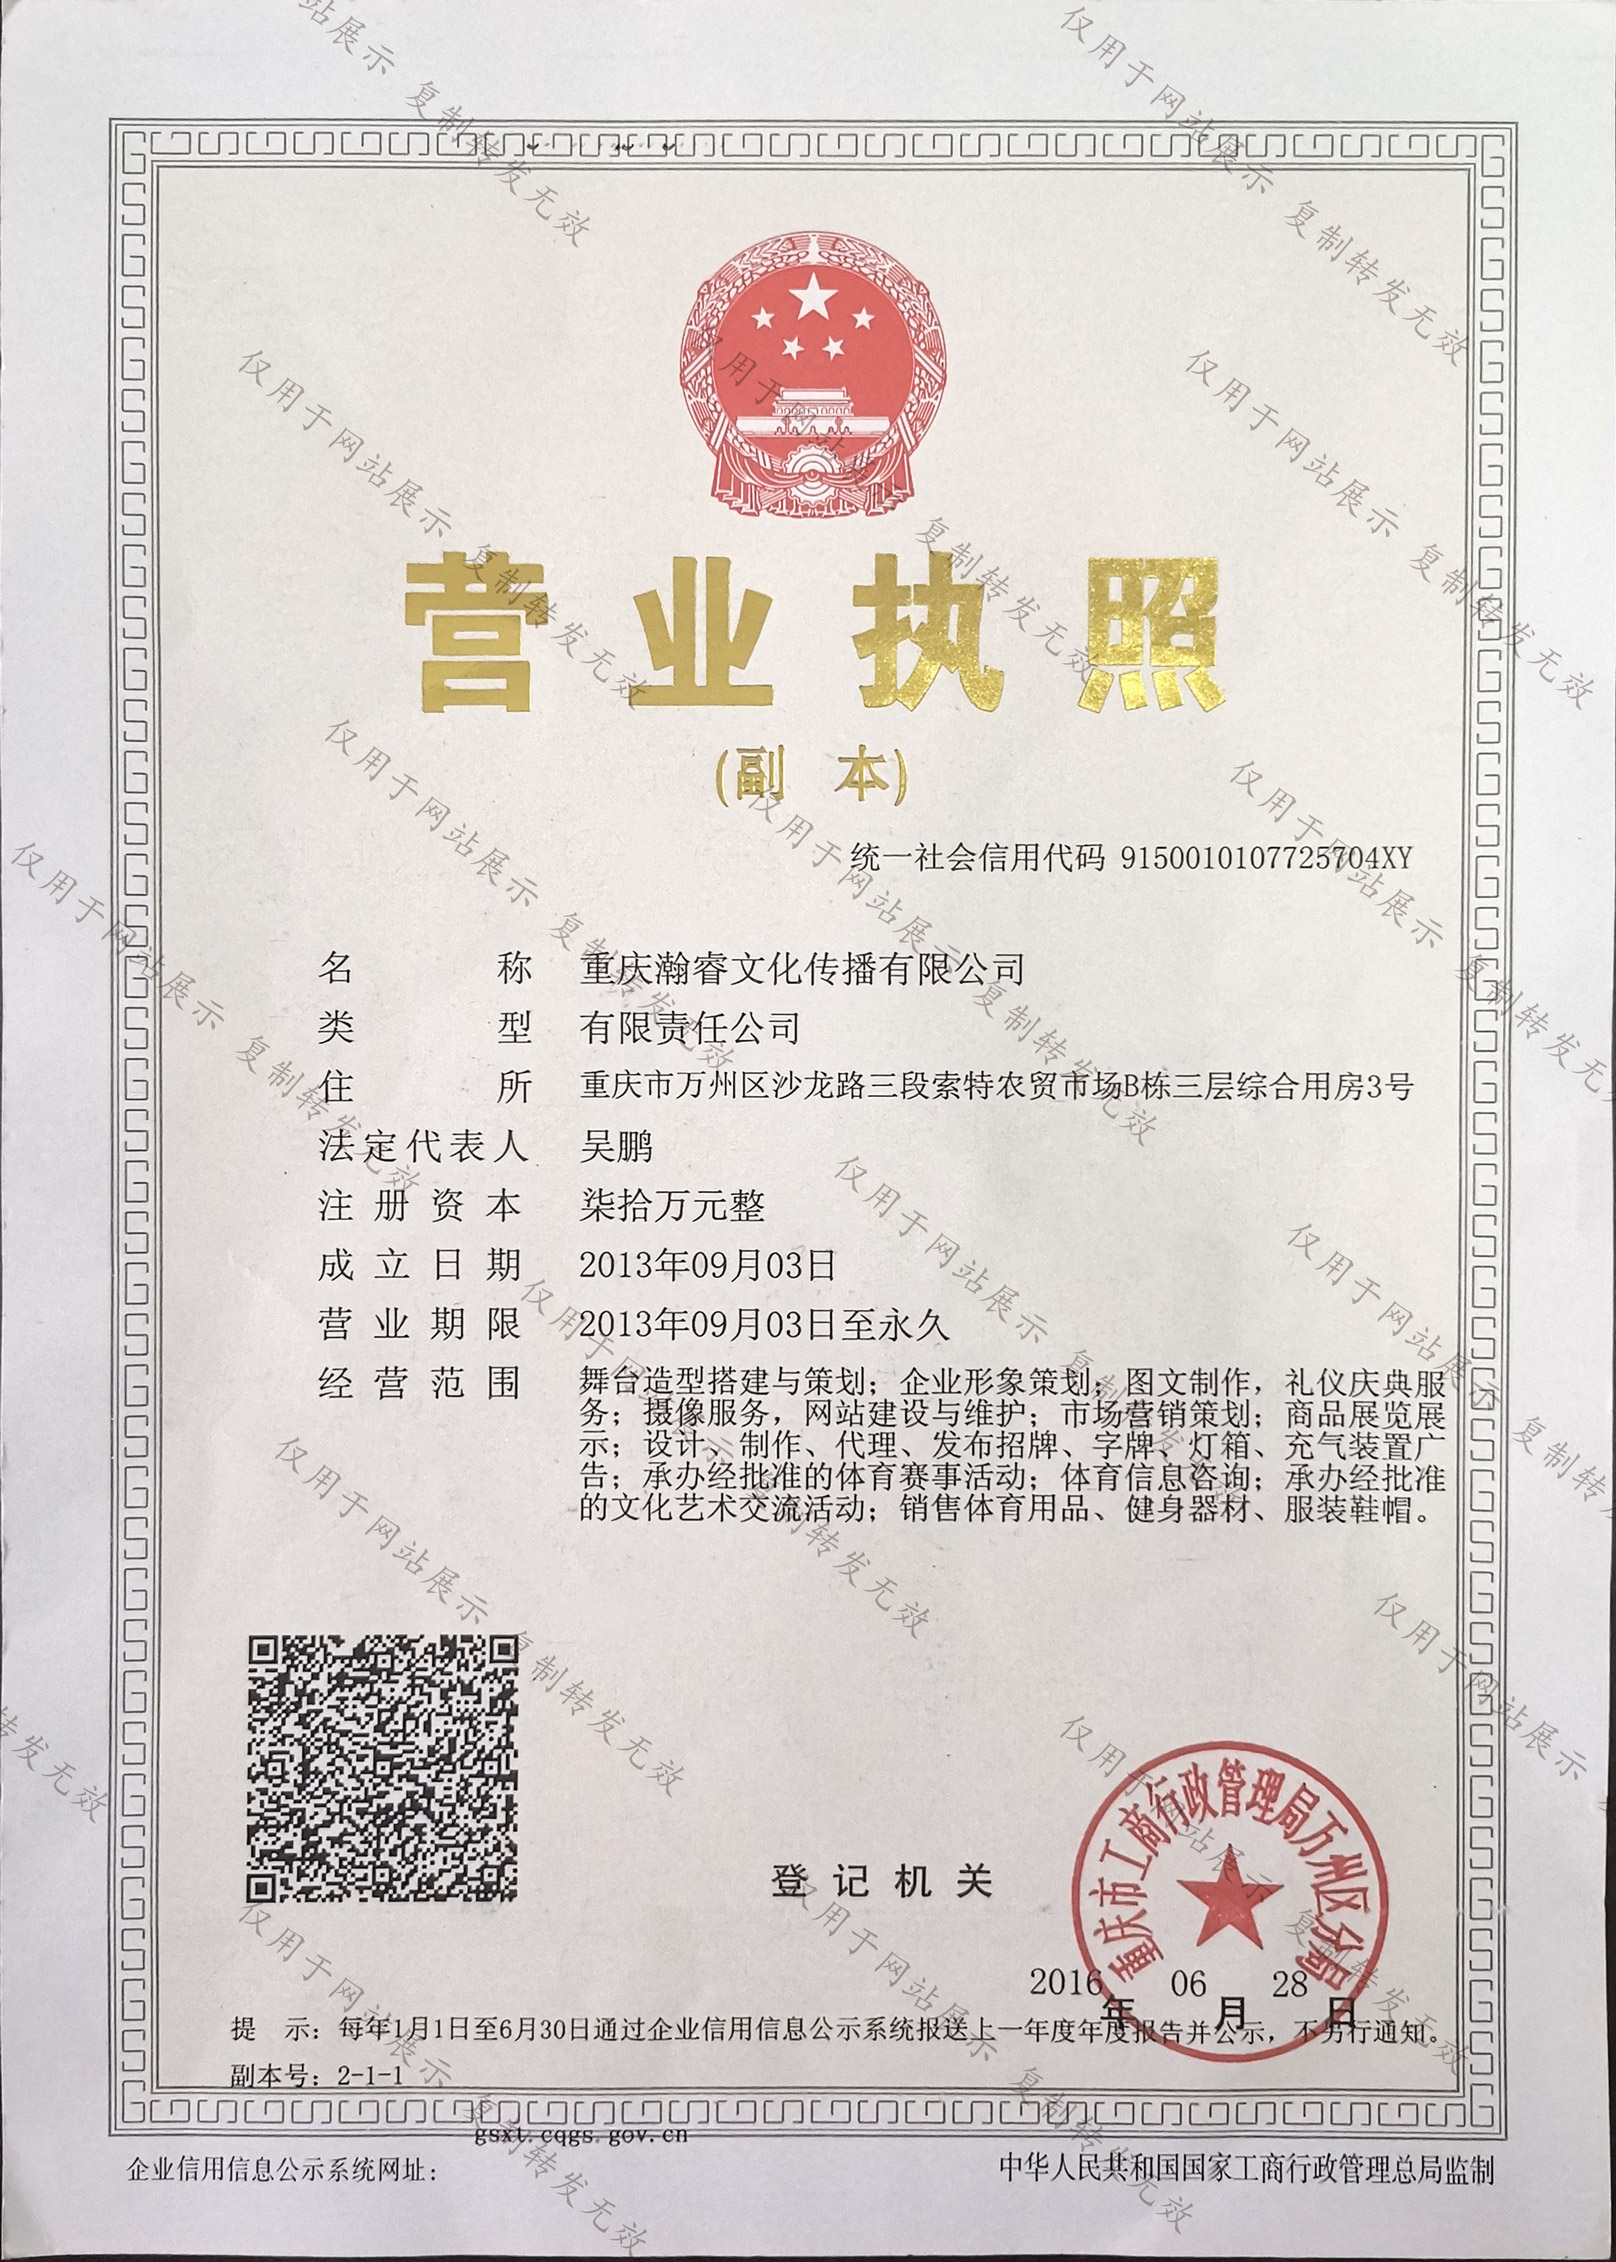 营业执照
(副 本)
统一社会信用代码 9150010107725704XY
名 称 重庆瀚睿文化传播有限公司
类 型 有限责任公司
住 所 重庆市万州区沙龙路三段索特农贸市场B栋三层综合用房3号
法定代表人 吴鹏
注册资本 柒拾万元整
成立日期 2013年09月03日
营业期限 2013年09月03日至永久
经营范围 舞台造型搭建与策划；企业形象策划；图文制作，礼仪庆典服
务；摄像服务，网站建设与维护；市场营销策划；商品展览展
示；设计、制作、代理、发布招牌、字牌、灯箱、充气装置广
告；承办经批准的体育赛事活动；体育信息咨询；承办经批准
的文化艺术交流活动；销售体育用品、健身器材、服装鞋帽。
登记机关
重庆市工商行政管理局万州区分局
2016年06月28日
提 示：每年1月1日至6月30日通过企业信用信息公示系统报送上一年度年度报告并公示，不另行通知。
副本号：2-1-1
gsxt.cqgs.gov.cn
企业信用信息公示系统网址：
中华人民共和国国家工商行政管理总局监制
仅用于网站展示 复制转发无效